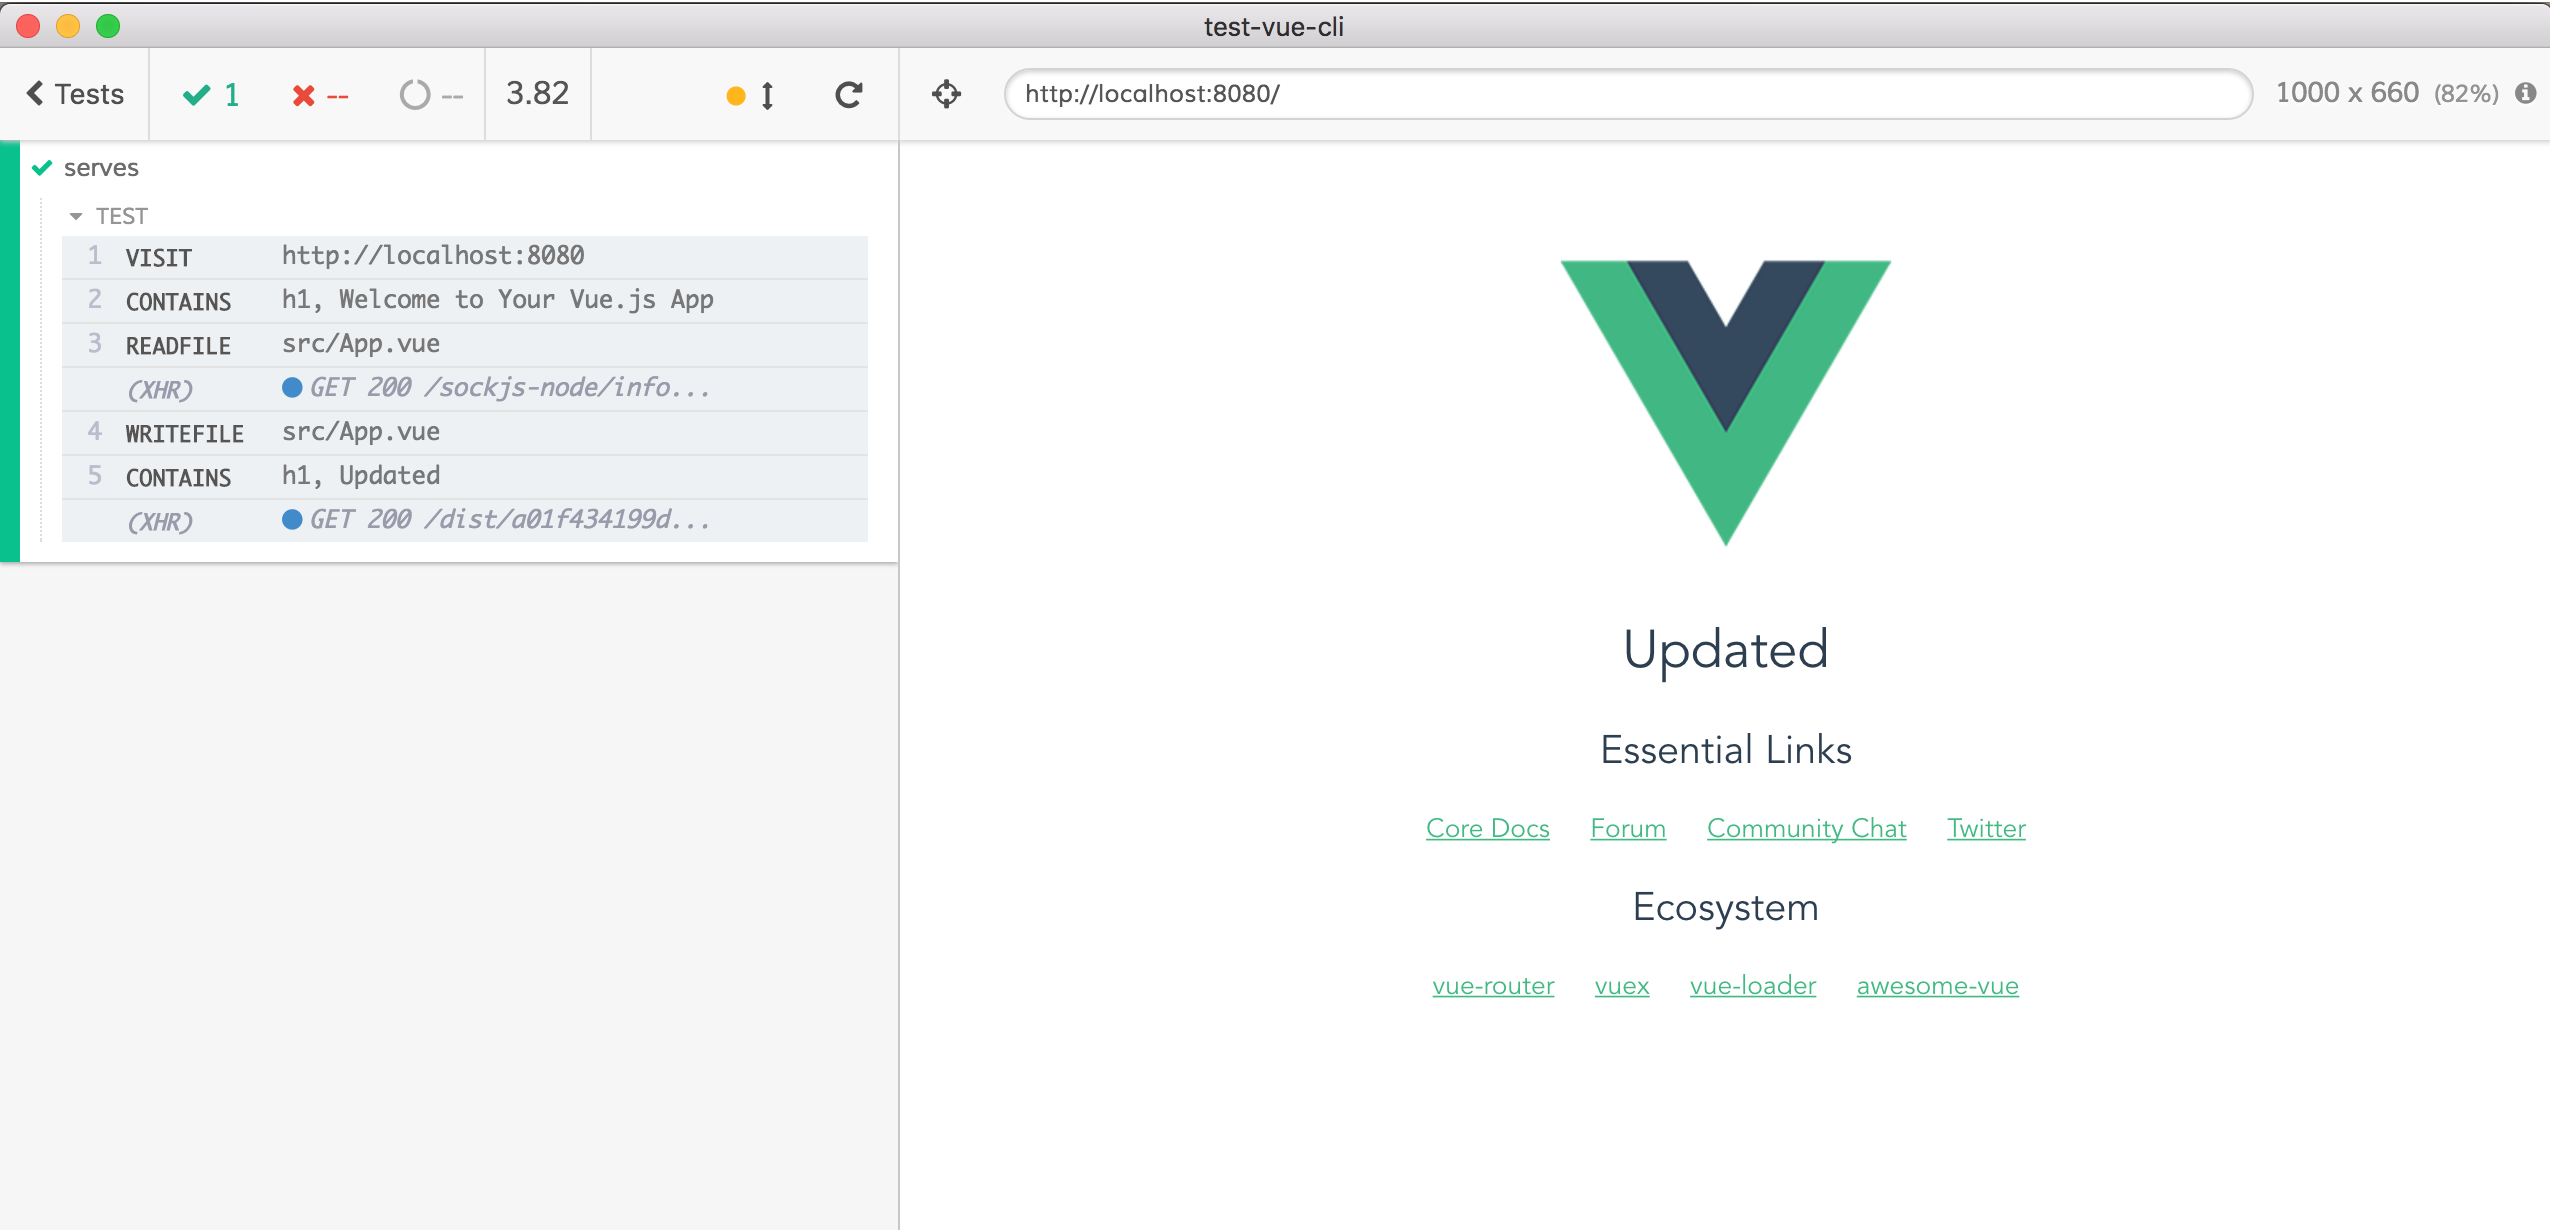 test-vue-cli
Tests 1 -- -- 3.82 http://localhost:8080/ 1000 x 660 (82%)
serves
TEST
1 VISIT http://localhost:8080
2 CONTAINS h1, Welcome to Your Vue.js App
3 READFILE src/App.vue
(XHR) GET 200 /sockjs-node/info...
4 WRITEFILE src/App.vue
5 CONTAINS h1, Updated
(XHR) GET 200 /dist/a01f434199d...
Updated
Essential Links
Core Docs Forum Community Chat Twitter
Ecosystem
vue-router vuex vue-loader awesome-vue